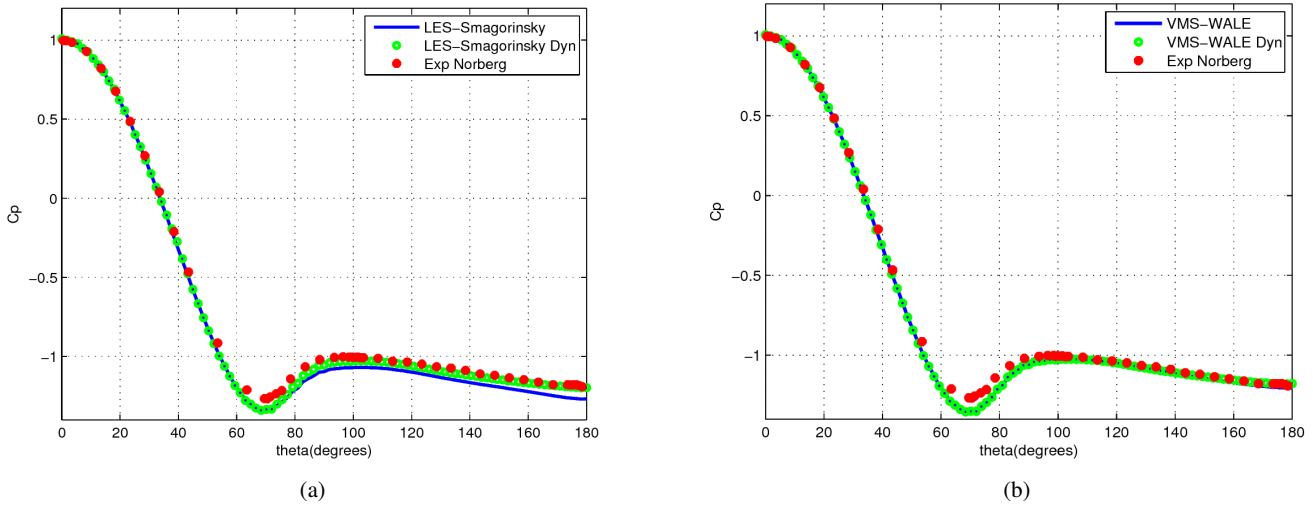 LES−Smagorinsky
LES−Smagorinsky Dyn
Exp Norberg
1
0.5
0
−0.5
−1
Cp
0 20 40 60 80 100 120 140 160 180
theta(degrees)
(a)
VMS−WALE
VMS−WALE Dyn
Exp Norberg
1
0.5
0
−0.5
−1
Cp
0 20 40 60 80 100 120 140 160 180
theta(degrees)
(b)